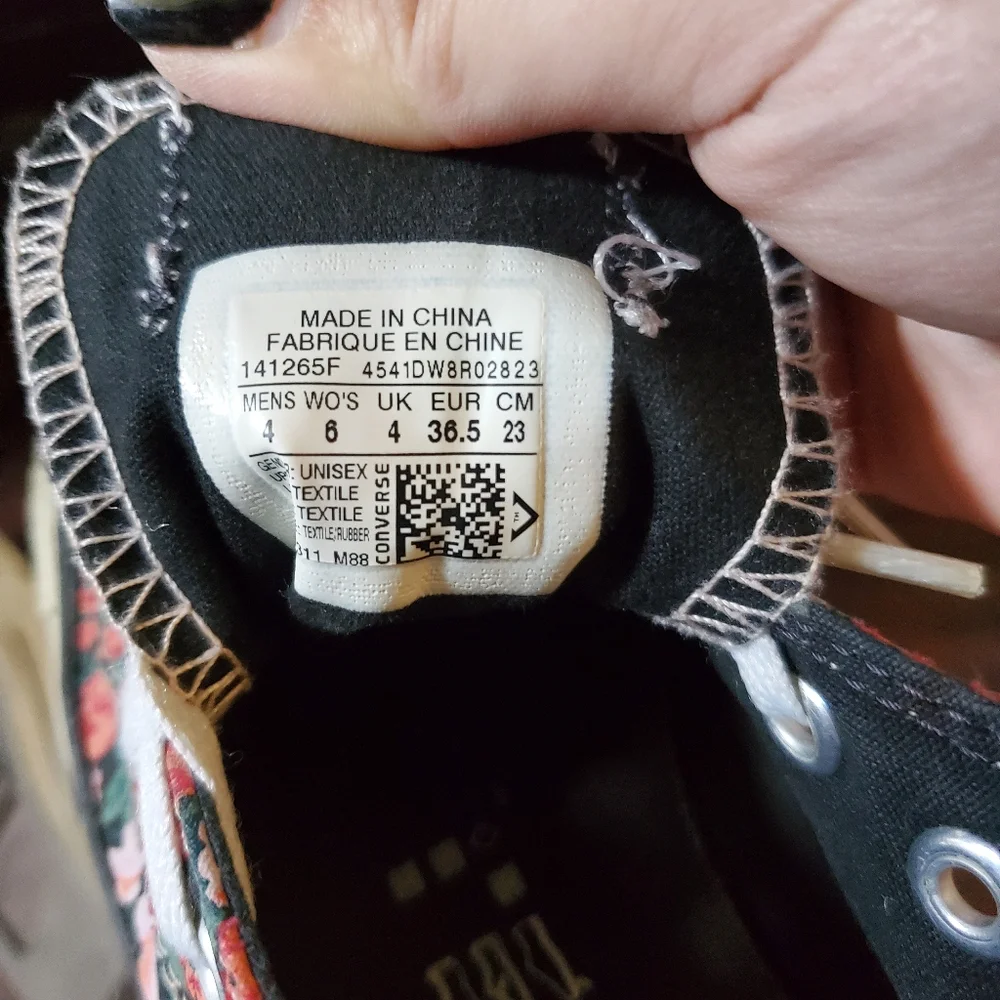 MADE IN CHINA
FABRIQUE EN CHINE
141265F 4541DW8R02823
MENS WO'S UK EUR CM
4 6 4 36.5 23
UNISEX
TEXTILE
TEXTILE
TEXTILE/RUBBER
M88
CONVERSE
™